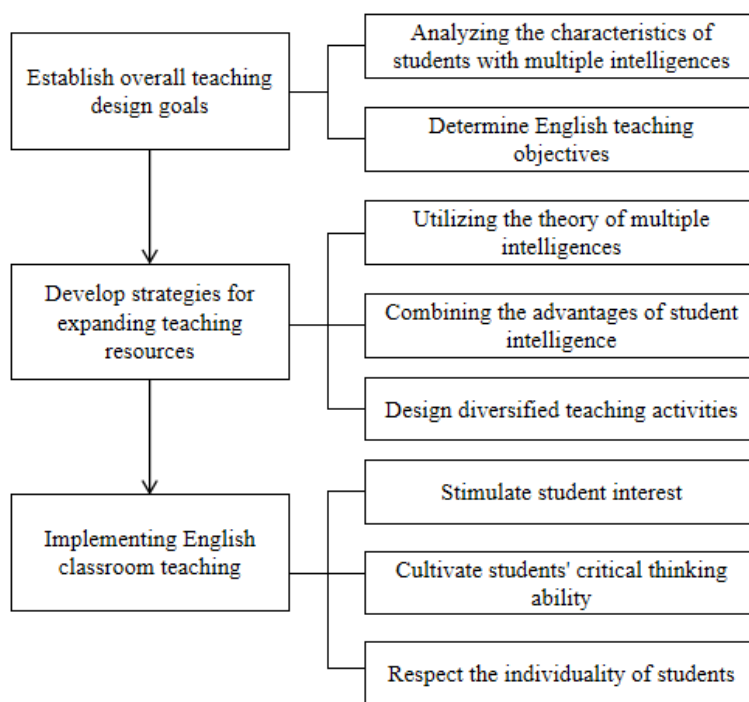 Establish overall teaching
design goals
Analyzing the characteristics of
students with multiple intelligences
Determine English teaching
objectives
Develop strategies for
expanding teaching
resources
Utilizing the theory of multiple
intelligences
Combining the advantages of student
intelligence
Design diversified teaching activities
Implementing English
classroom teaching
Stimulate student interest
Cultivate students' critical thinking
ability
Respect the individuality of students